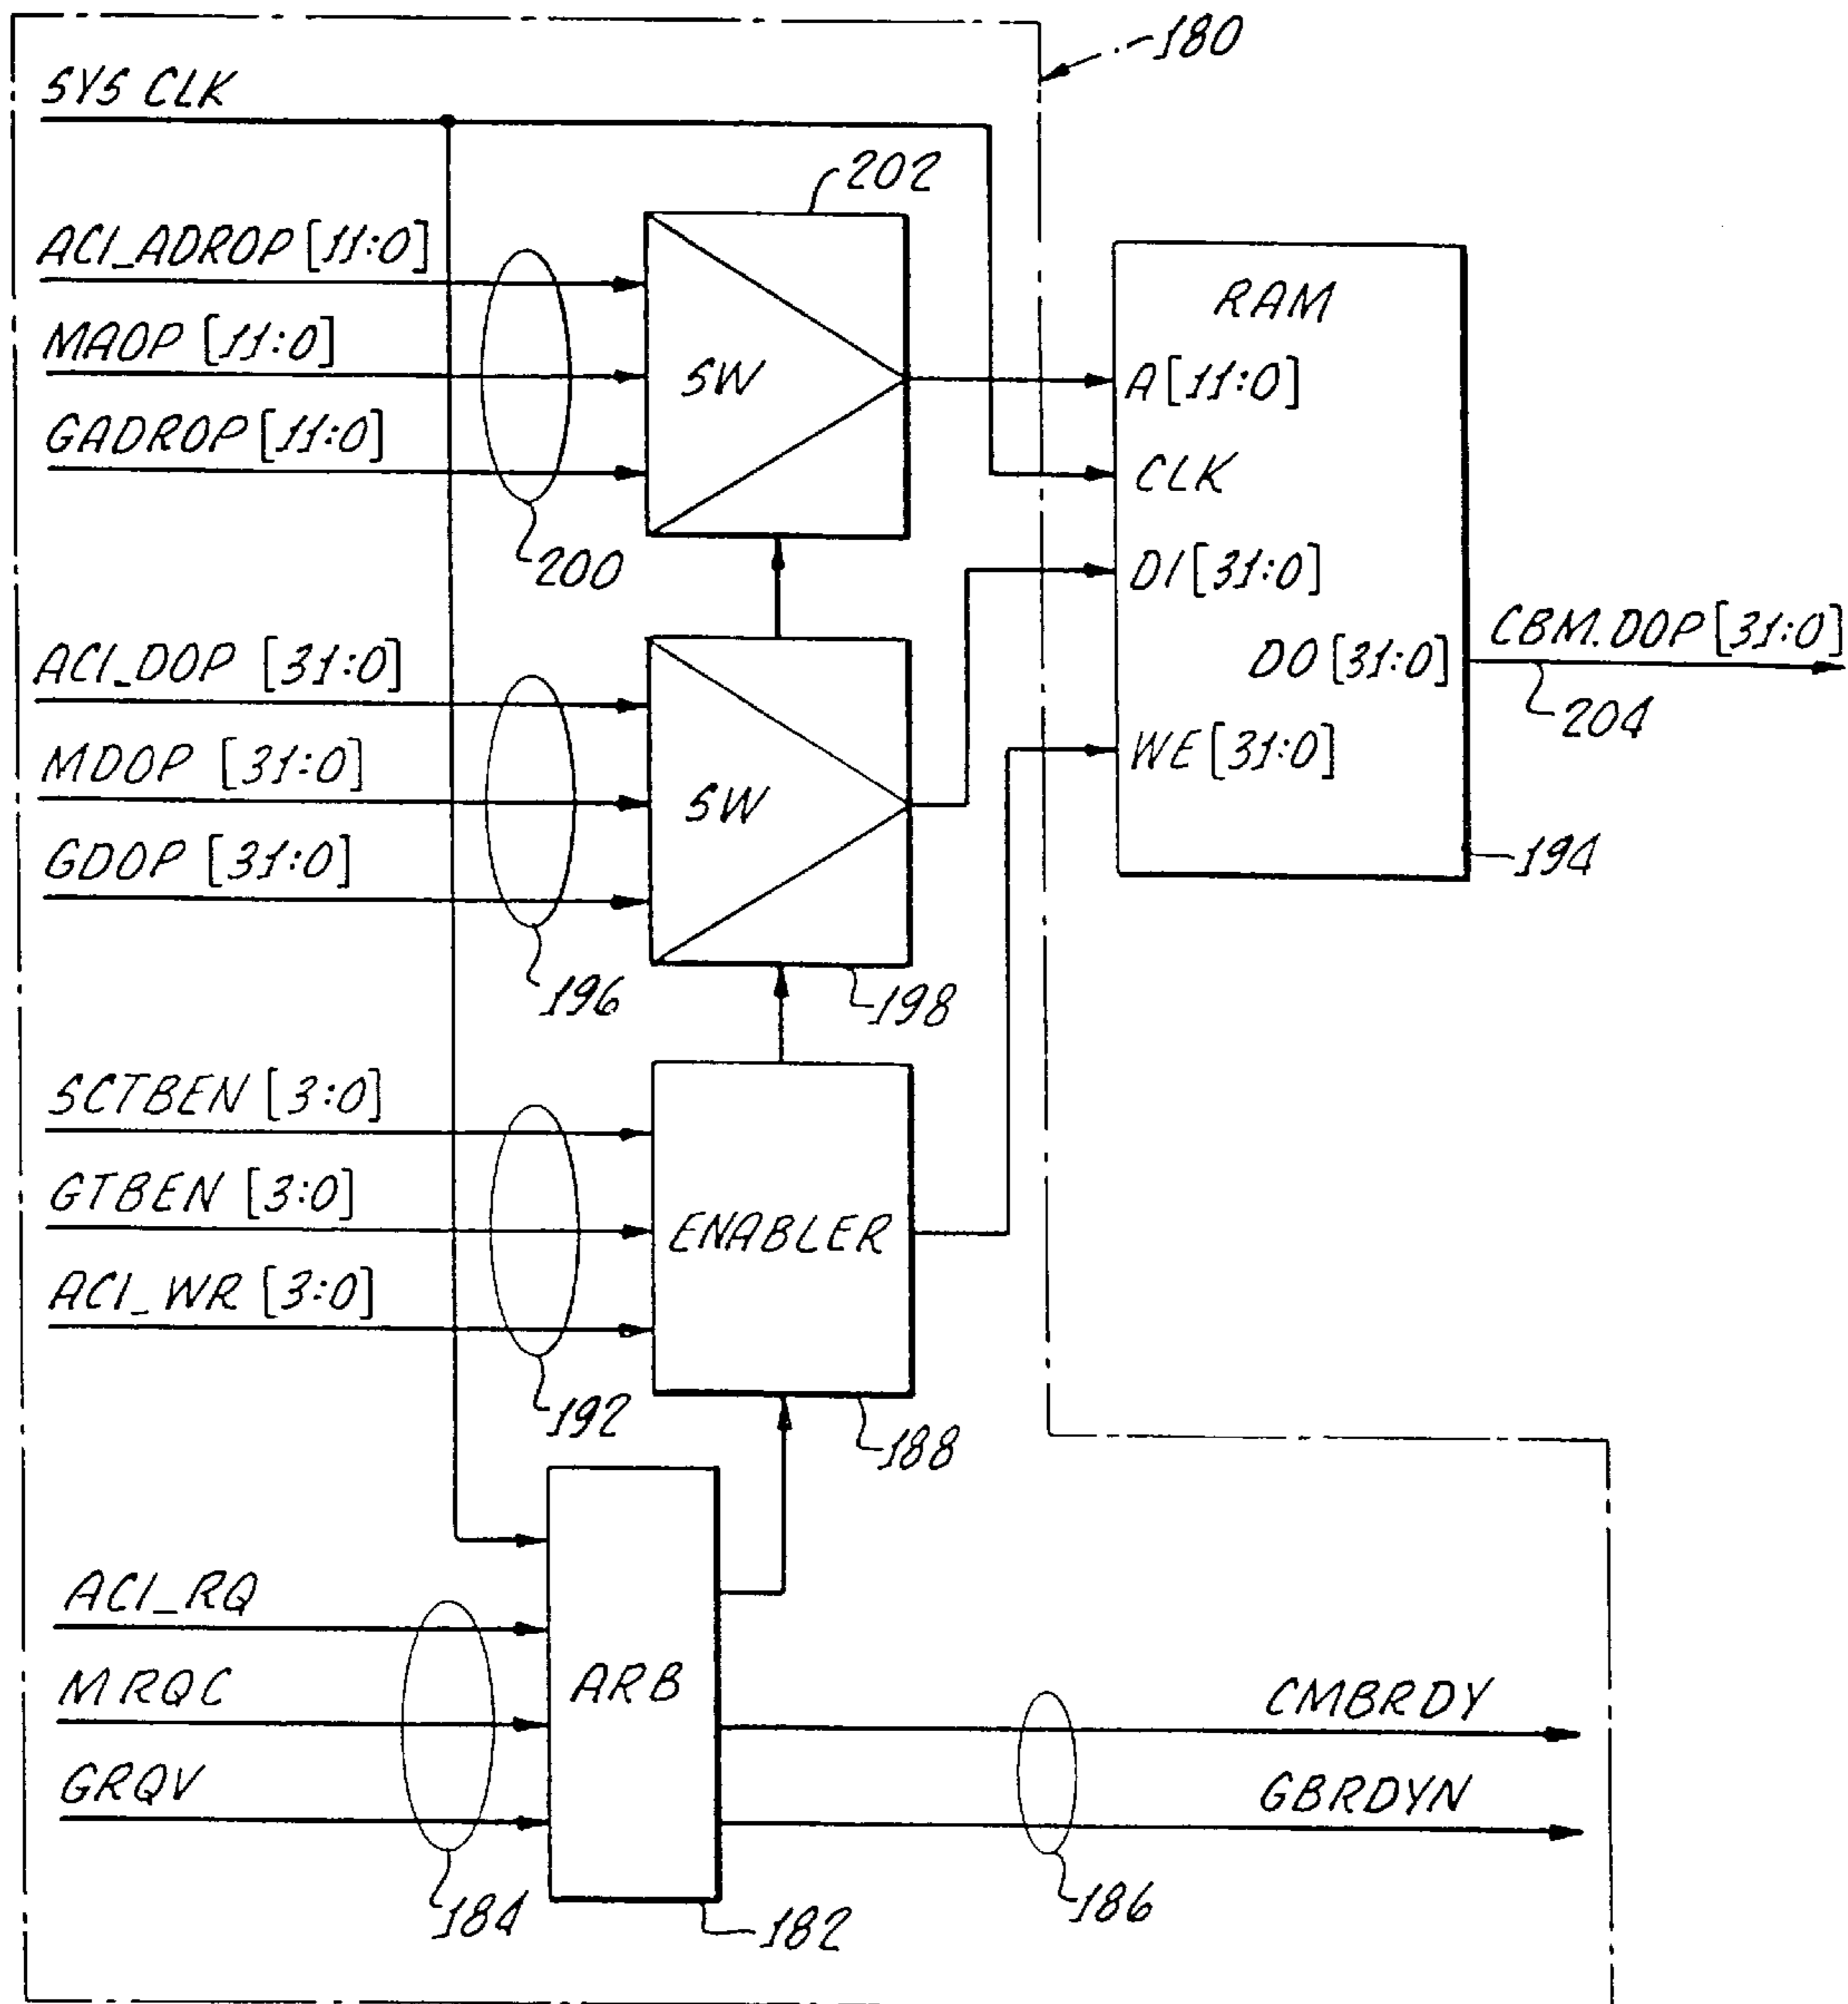 180
SYS CLK
202
ACI_ADROP [11:0]
MAOP [11:0]
GADROP [11:0]
SW
200
RAM
A [11:0]
CLK
DI [31:0]
DO [31:0]
WE [31:0]
CBM.DOP [31:0]
204
194
ACI_DOP [31:0]
MDOP [31:0]
GDOP [31:0]
SW
196
198
SCTBEN [3:0]
GTBEN [3:0]
ACI_WR [3:0]
ENABLER
192
188
ACI_RQ
MRQC
GRQV
ARB
CMBRDY
GBRDYN
184
182
186